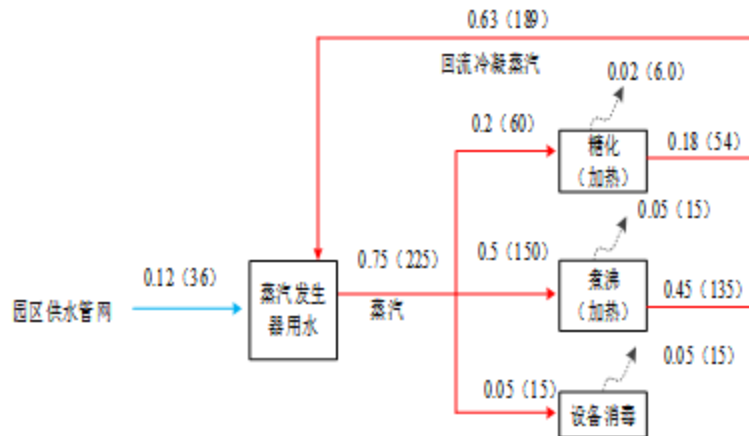 0.63（189）
回流冷凝蒸汽
0.02（6.0）
0.2（60）
糖化
（加热）
0.18（54）
0.05（15）
0.12（36）
0.75（225）
0.5（150）
园区供水管网
蒸汽发生
器用水
蒸汽
煮沸
（加热）
0.45（135）
0.05（15）
0.05（15）
设备消毒